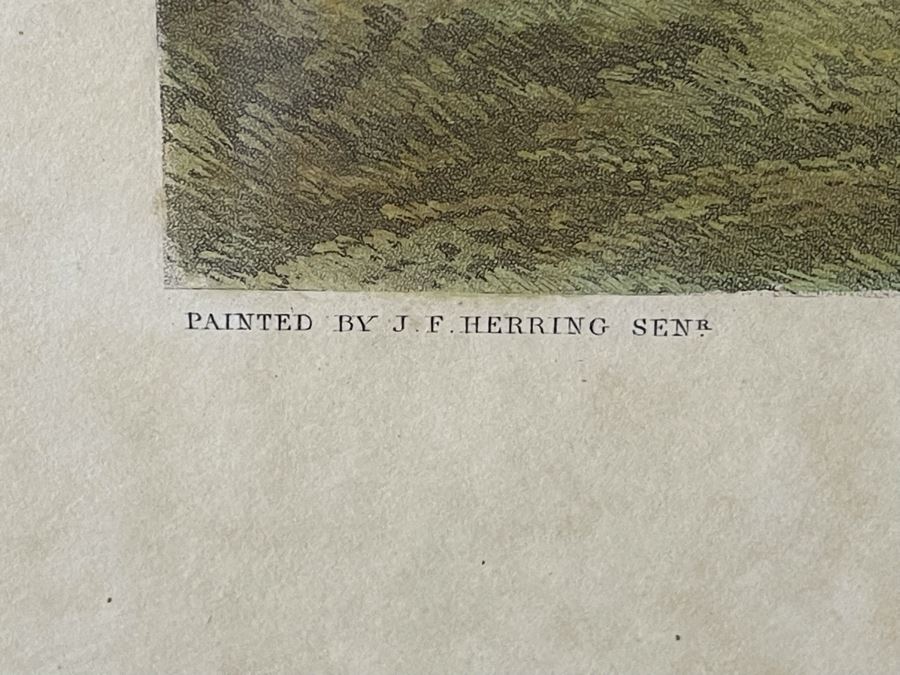 PAINTED BY J. F. HERRING SENR.